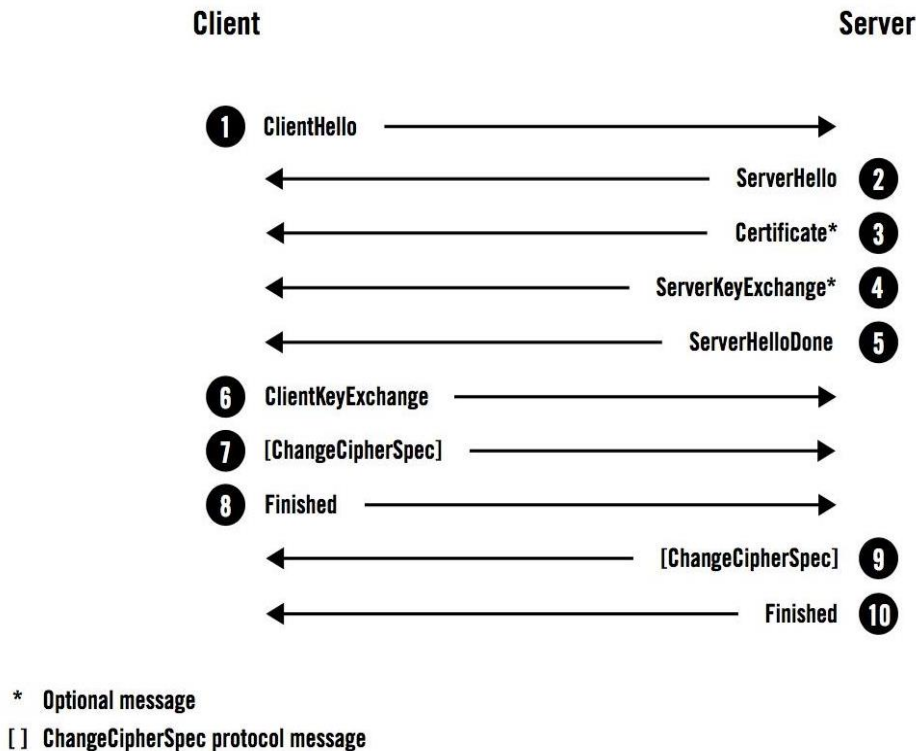 Client Server
1 ClientHello
ServerHello 2
Certificate* 3
ServerKeyExchange* 4
ServerHelloDone 5
6 ClientKeyExchange
7 [ChangeCipherSpec]
8 Finished
[ChangeCipherSpec] 9
Finished 10
* Optional message
[ ] ChangeCipherSpec protocol message